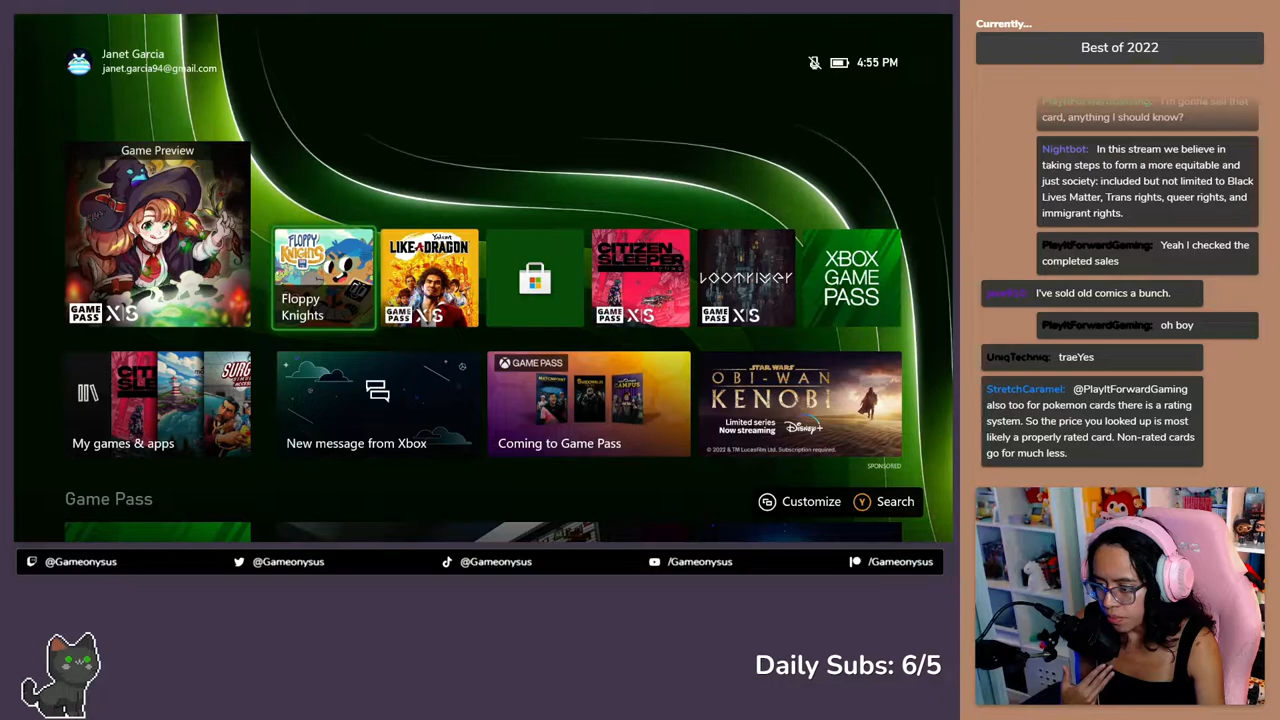 Janet Garcia
janet.garcia94@gmail.com
4:55 PM
Game Preview
GAME PASS X|S
FLOPPY KNIGHTS
Floppy
Knights
Yakuza
LIKE A DRAGON
GAME PASS X|S
CITIZEN SLEEPER
GAME PASS X|S
LOOT RIVER
GAME PASS X|S
XBOX
GAME
PASS
My games & apps
New message from Xbox
GAME PASS
Coming to Game Pass
STAR WARS
OBI-WAN
KENOBI
Limited series
Now streaming
Disney+
© 2022 & TM Lucasfilm Ltd. Subscription required.
SPONSORED
Game Pass
Customize
Y Search
@Gameonysus
@Gameonysus
@Gameonysus
/Gameonysus
/Gameonysus
Daily Subs: 6/5
Currently...
Best of 2022
PlayItForwardGaming: I'm gonna sell that
card, anything I should know?
Nightbot: In this stream we believe in
taking steps to form a more equitable and
just society: included but not limited to Black
Lives Matter, Trans rights, queer rights, and
immigrant rights.
PlayItForwardGaming: Yeah I checked the
completed sales
I've sold old comics a bunch.
PlayItForwardGaming: oh boy
UniqTechniq: traeYes
StretchCaramel: @PlayItForwardGaming
also too for pokemon cards there is a rating
system. So the price you looked up is most
likely a properly rated card. Non-rated cards
go for much less.